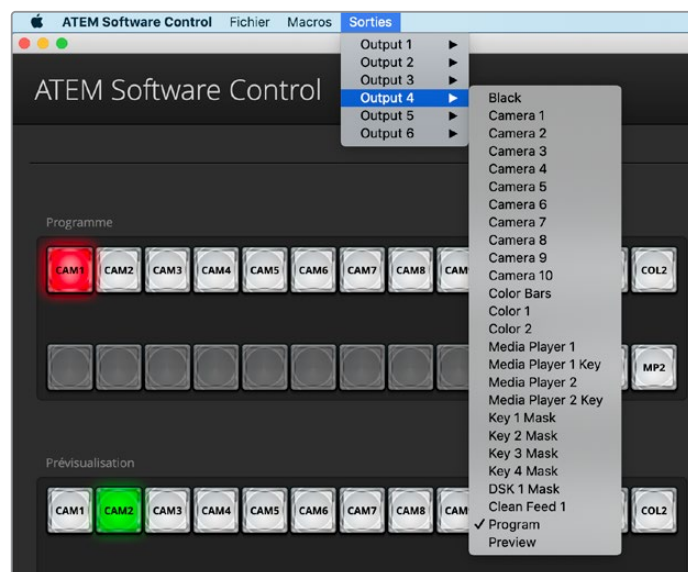 ATEM Software Control Fichier Macros Sorties
Output 1
Output 2
Output 3
Output 4
Output 5
Output 6
ATEM Software Control
Black
Camera 1
Camera 2
Camera 3
Camera 4
Camera 5
Camera 6
Camera 7
Camera 8
Camera 9
Camera 10
Color Bars
Color 1
Color 2
Media Player 1
Media Player 1 Key
Media Player 2
Media Player 2 Key
Key 1 Mask
Key 2 Mask
Key 3 Mask
Key 4 Mask
DSK 1 Mask
Clean Feed 1
Program
Preview
Programme
CAM1 CAM2 CAM3 CAM4 CAM5 CAM6 CAM7 CAM8 CAM COL2
MP2
Prévisualisation
CAM1 CAM2 CAM3 CAM4 CAM5 CAM6 CAM7 CAM8 CAM COL2